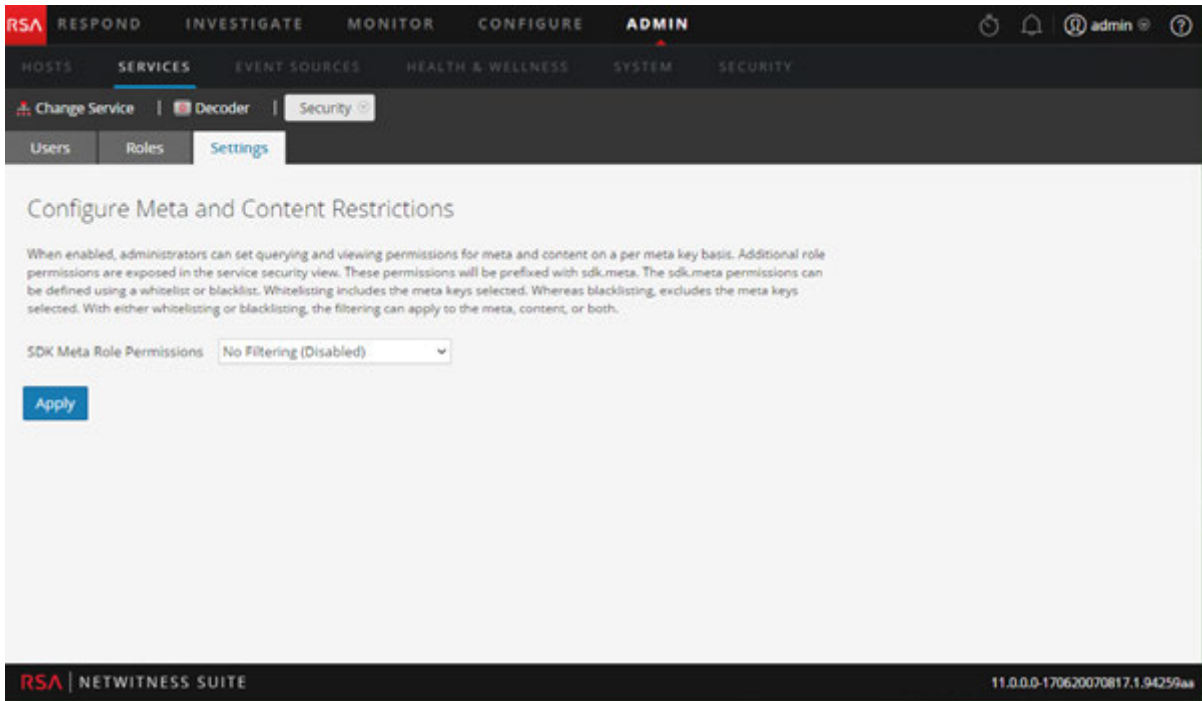 RSA RESPOND INVESTIGATE MONITOR CONFIGURE ADMIN admin ?
HOSTS SERVICES EVENT SOURCES HEALTH & WELLNESS SYSTEM SECURITY
Change Service | Decoder | Security
Users Roles Settings
Configure Meta and Content Restrictions
When enabled, administrators can set querying and viewing permissions for meta and content on a per meta key basis. Additional role
permissions are exposed in the service security view. These permissions will be prefixed with sdk.meta. The sdk.meta permissions can
be defined using a whitelist or blacklist. Whitelisting includes the meta keys selected. Whereas blacklisting, excludes the meta keys
selected. With either whitelisting or blacklisting, the filtering can apply to the meta, content, or both.
SDK Meta Role Permissions No Filtering (Disabled)
Apply
RSA | NETWITNESS SUITE 11.0.0.0-170620070817.1.94259aa